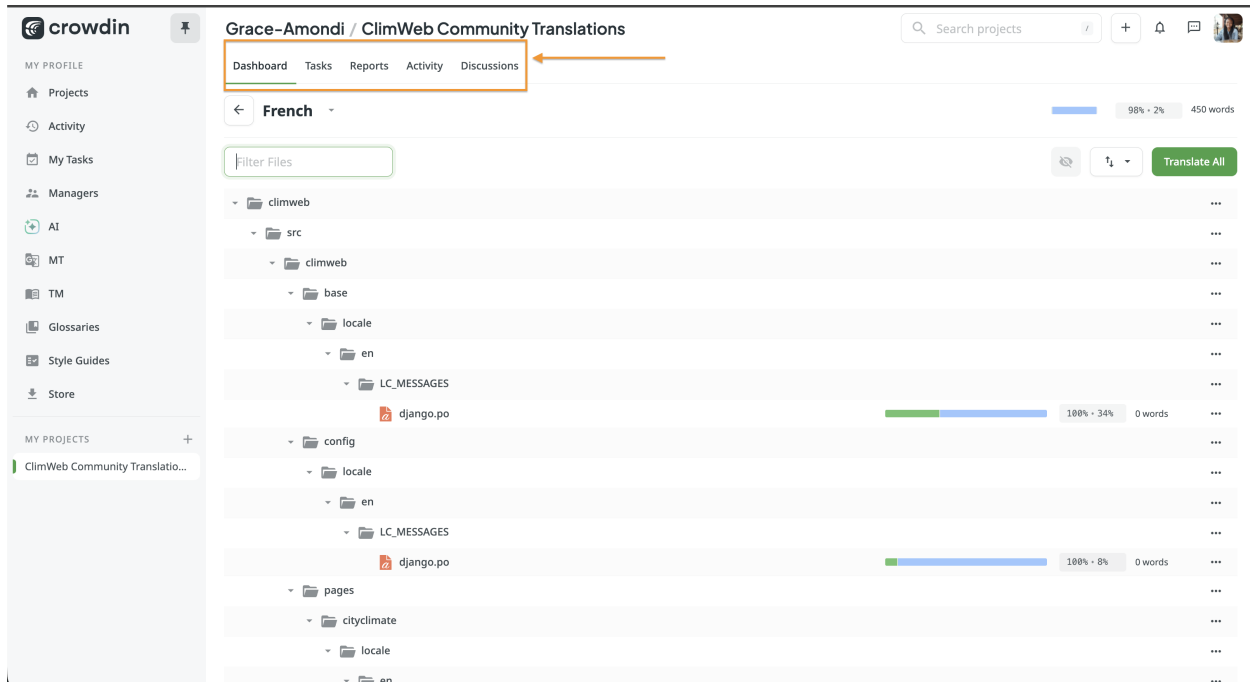 crowdin
MY PROFILE
Projects
Activity
My Tasks
Managers
AI
MT
TM
Glossaries
Style Guides
Store
MY PROJECTS
ClimWeb Community Translatio...
Grace-Amondi / ClimWeb Community Translations
Search projects /
Dashboard Tasks Reports Activity Discussions
French
98% • 2% 450 words
Filter Files
Translate All
climweb
src
climweb
base
locale
en
LC_MESSAGES
django.po 100% • 34% 0 words
config
locale
en
LC_MESSAGES
django.po 100% • 8% 0 words
pages
cityclimate
locale
en